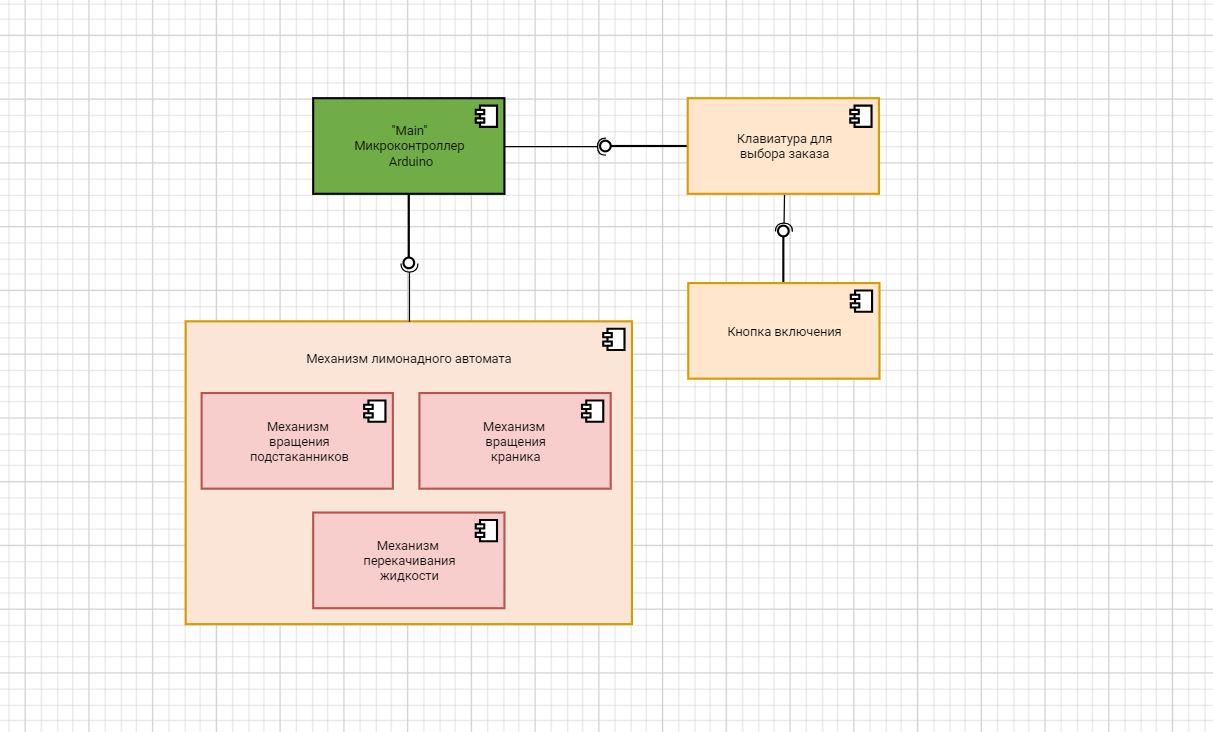 "Main"
Микроконтроллер
Arduino
Клавиатура для
выбора заказа
Кнопка включения
Механизм лимонадного автомата
Механизм
вращения
подстаканников
Механизм
вращения
краника
Механизм
перекачивания
жидкости